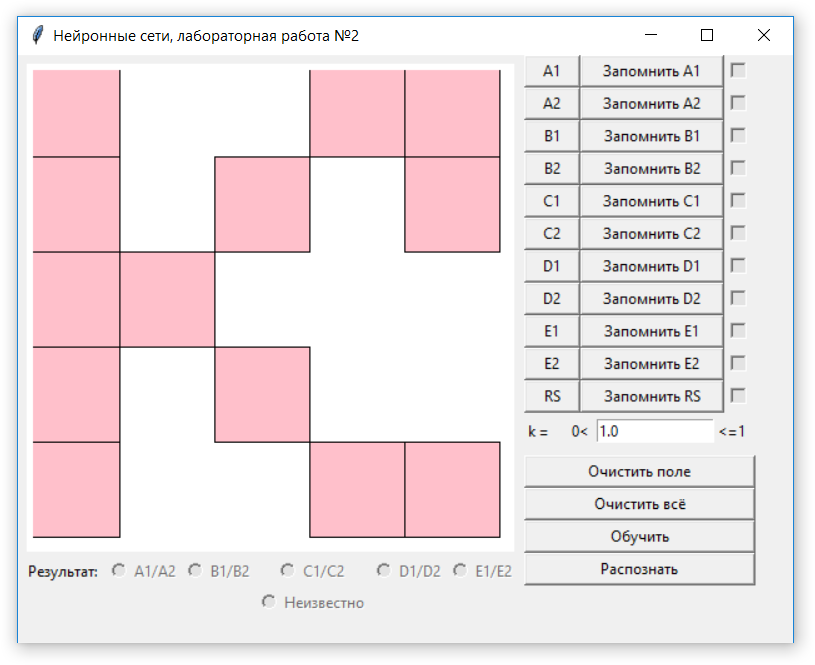 Нейронные сети, лабораторная работа №2
A1 Запомнить A1
A2 Запомнить A2
B1 Запомнить B1
B2 Запомнить B2
C1 Запомнить C1
C2 Запомнить C2
D1 Запомнить D1
D2 Запомнить D2
E1 Запомнить E1
E2 Запомнить E2
RS Запомнить RS
k = 0< 1.0 <=1
Очистить поле
Очистить всё
Обучить
Распознать
Результат: A1/A2 B1/B2 C1/C2 D1/D2 E1/E2
Неизвестно